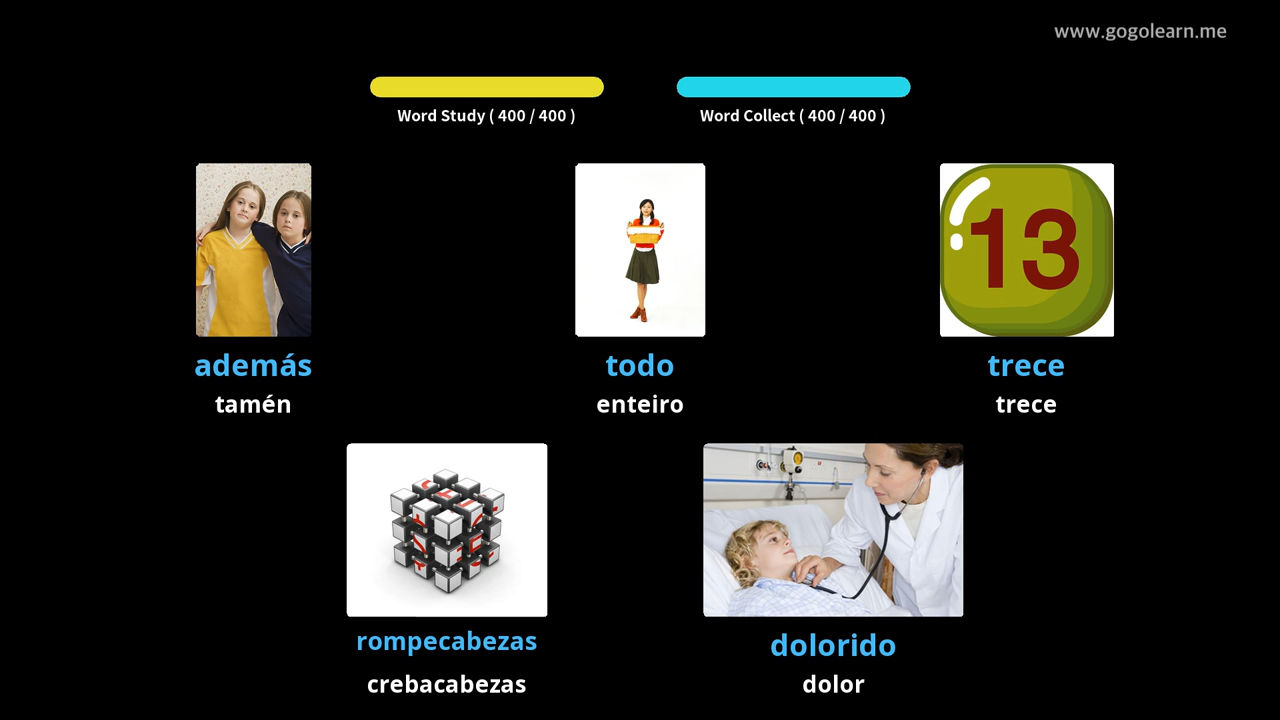 www.gogolearn.me
Word Study ( 400 / 400 )
Word Collect ( 400 / 400 )
13
además
todo
trece
tamén
enteiro
trece
rompecabezas
dolorido
crebacabezas
dolor